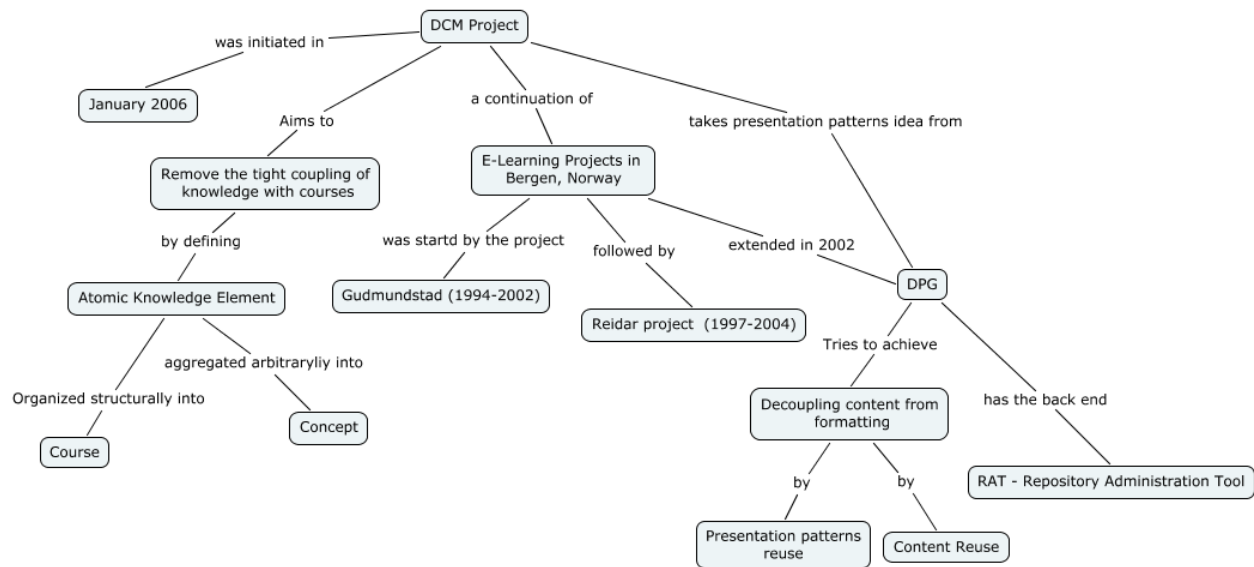 DCM Project
was initiated in
January 2006
a continuation of
Aims to
takes presentation patterns idea from
E-Learning Projects in
Bergen, Norway
Remove the tight coupling of
knowledge with courses
by defining
was startd by the project
followed by
extended in 2002
Atomic Knowledge Element
Gudmundstad (1994-2002)
DPG
Reidar project (1997-2004)
Tries to achieve
aggregated arbitraryliy into
Organized structurally into
Decoupling content from
formatting
has the back end
Concept
Course
RAT - Repository Administration Tool
by
by
Presentation patterns
reuse
Content Reuse